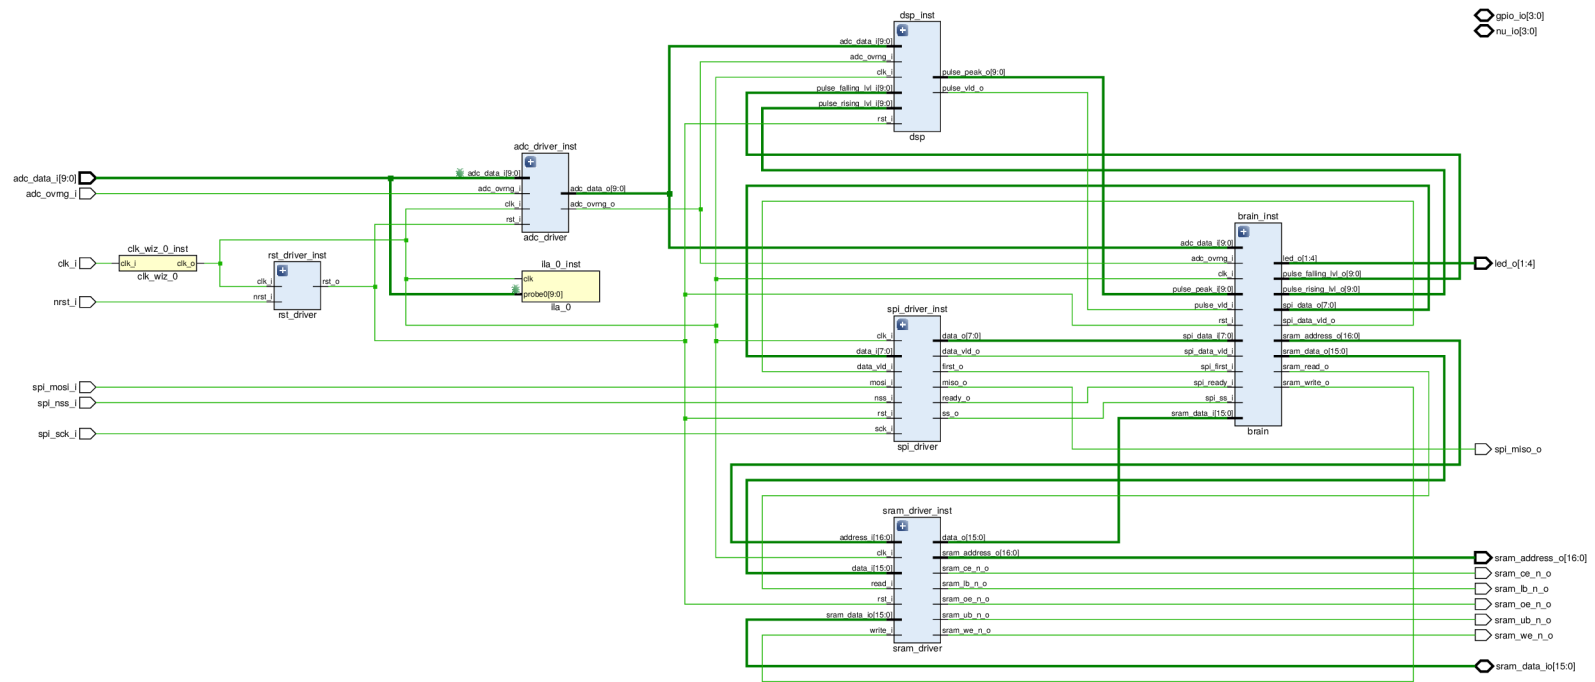 gpio_io[3:0]
nu_io[3:0]
dsp_inst
adc_data_i[9:0]
adc_ovrng_i
clk_i
pulse_falling_lvl_i[9:0]
pulse_rising_lvl_i[9:0]
rst_i
pulse_peak_o[9:0]
pulse_vld_o
dsp
adc_data_i[9:0]
adc_ovrng_i
adc_driver_inst
adc_data_i[9:0]
adc_ovrng_i
clk_i
rst_i
adc_data_o[9:0]
adc_ovrng_o
adc_driver
clk_i
clk_wiz_0_inst
clk_i
clk_o
clk_wiz_0
nrst_i
rst_driver_inst
clk_i
nrst_i
rst_o
rst_driver
ila_0_inst
clk
probe0[9:0]
ila_0
brain_inst
adc_data_i[9:0]
adc_ovrng_i
clk_i
pulse_peak_i[9:0]
pulse_vld_i
rst_i
spi_data_i[7:0]
spi_data_vld_i
spi_first_i
spi_ready_i
spi_ss_i
sram_data_i[15:0]
led_o[1:4]
pulse_falling_lvl_o[9:0]
pulse_rising_lvl_o[9:0]
spi_data_o[7:0]
spi_data_vld_o
sram_address_o[16:0]
sram_data_o[15:0]
sram_read_o
sram_write_o
brain
led_o[1:4]
spi_mosi_i
spi_nss_i
spi_sck_i
spi_driver_inst
clk_i
data_i[7:0]
data_vld_i
mosi_i
nss_i
rst_i
sck_i
data_o[7:0]
data_vld_o
first_o
miso_o
ready_o
ss_o
spi_driver
spi_miso_o
sram_driver_inst
address_i[16:0]
clk_i
data_i[15:0]
read_i
rst_i
sram_data_io[15:0]
write_i
data_o[15:0]
sram_address_o[16:0]
sram_ce_n_o
sram_lb_n_o
sram_oe_n_o
sram_ub_n_o
sram_we_n_o
sram_driver
sram_address_o[16:0]
sram_ce_n_o
sram_lb_n_o
sram_oe_n_o
sram_ub_n_o
sram_we_n_o
sram_data_io[15:0]